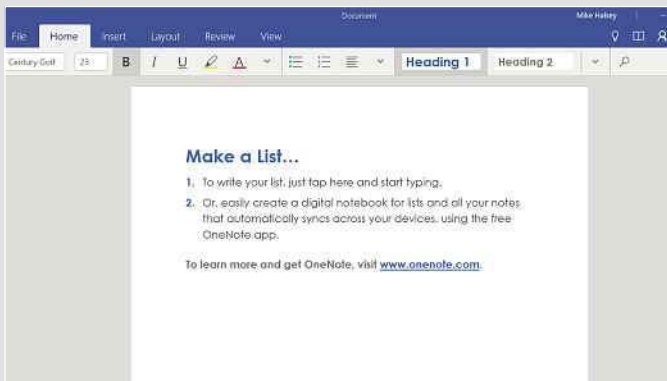 Document Mike Halsey
File Home Insert Layout Review View
Century Goth 23 B I U A Heading 1 Heading 2
Make a List...
1. To write your list, just tap here and start typing.
2. Or, easily create a digital notebook for lists and all your notes
that automatically syncs across your devices, using the free
OneNote app.
To learn more and get OneNote, visit www.onenote.com.